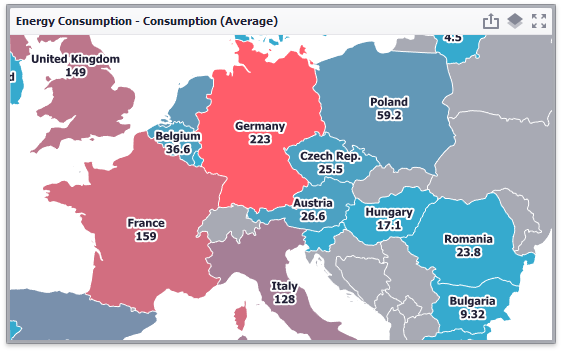 Energy Consumption - Consumption (Average)
4.5
United Kingdom
149
d
Poland
59.2
Germany
223
Belgium
36.6
Czech Rep.
25.5
Austria
26.6
Hungary
17.1
France
159
Romania
23.8
Italy
128
Bulgaria
9.32